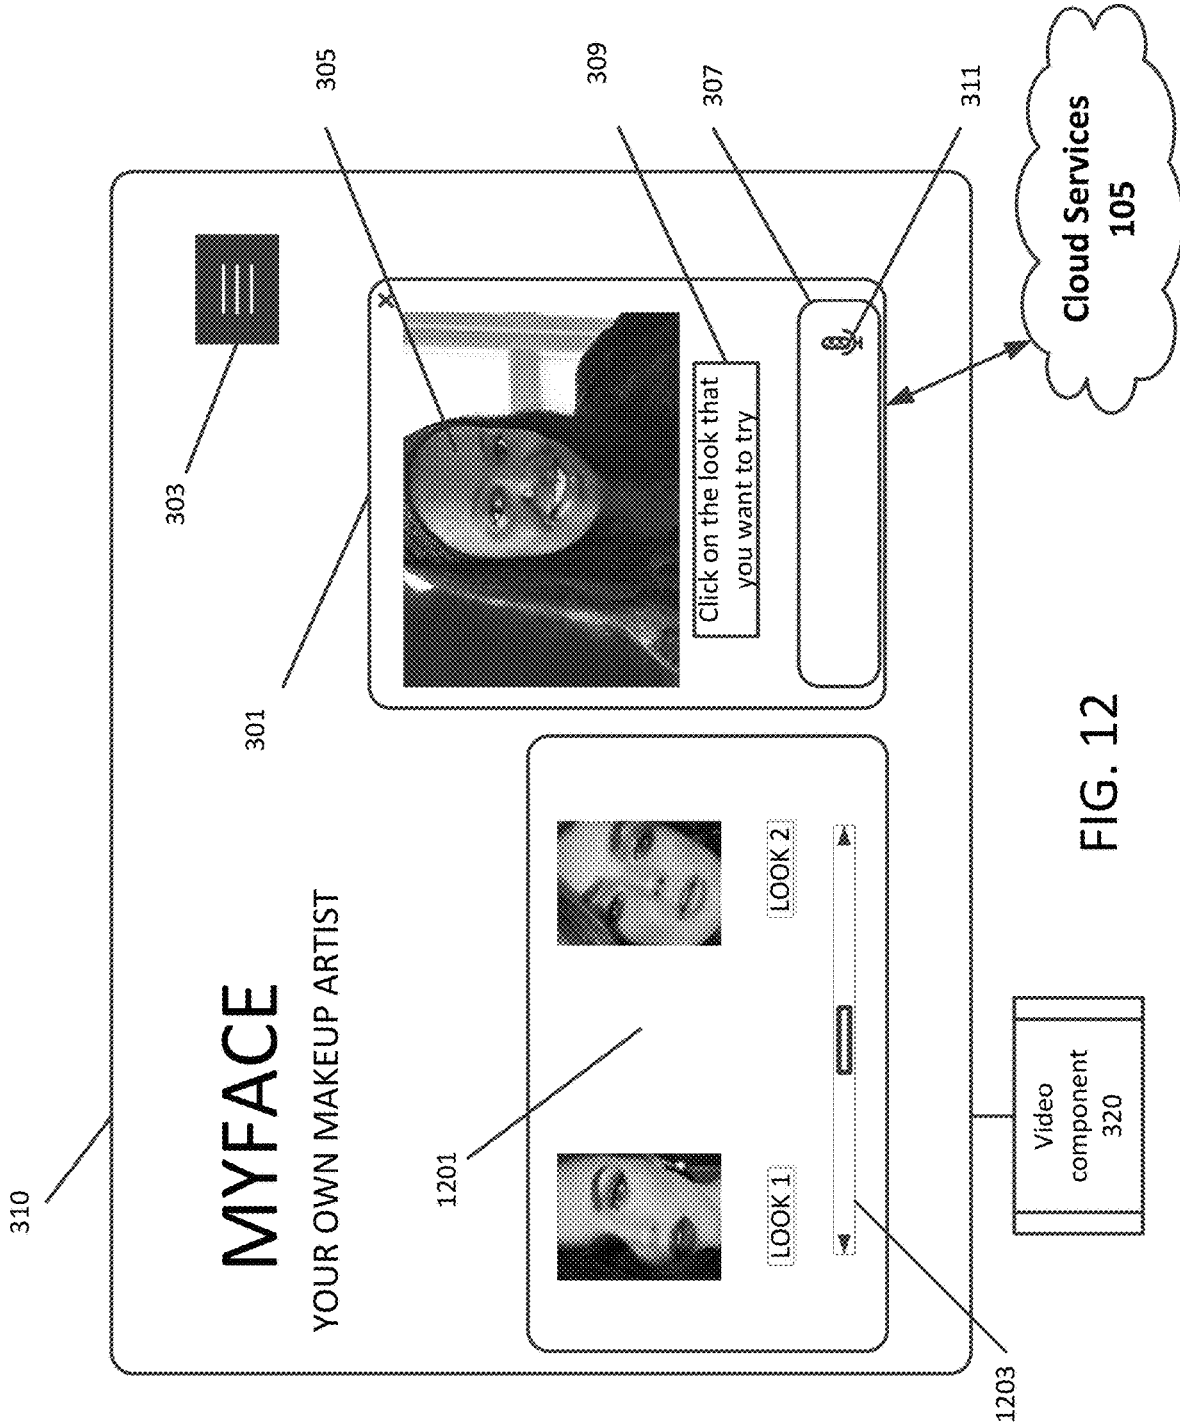 310
MYFACE
YOUR OWN MAKEUP ARTIST
303
301
305
x
309
Click on the look that
you want to try
307
311
1201
LOOK 1
LOOK 2
1203
Video
component
320
Cloud Services
105
FIG. 12